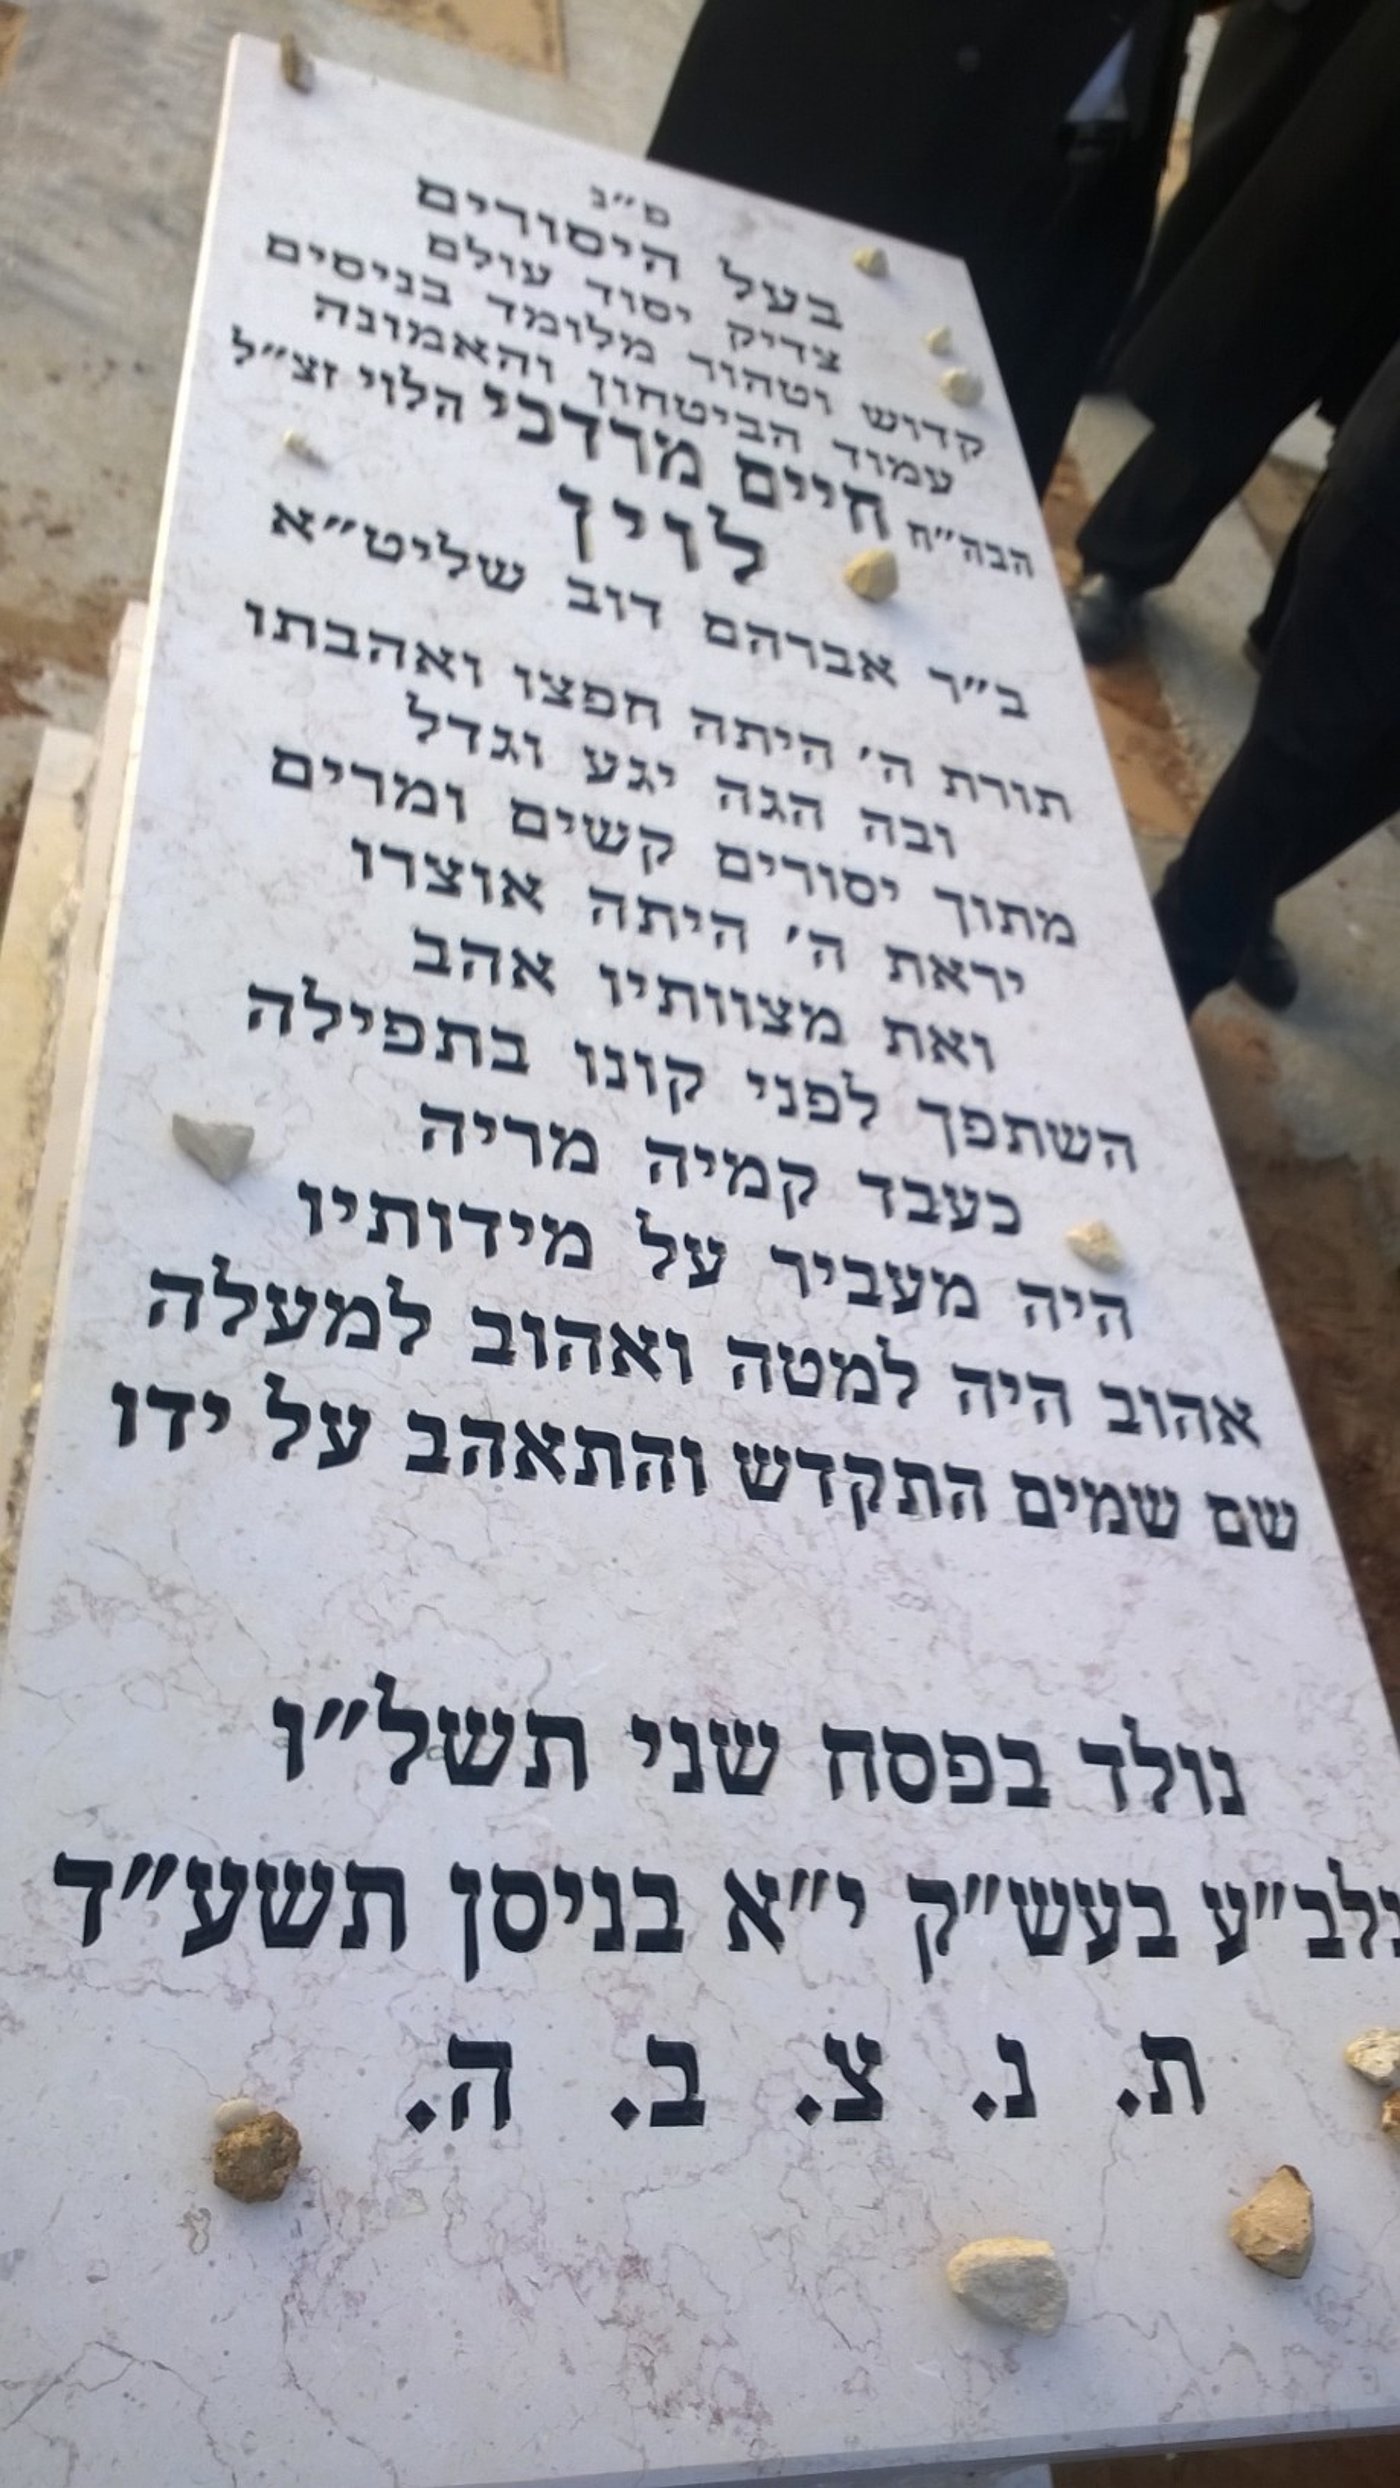 פ״נ
בעל היסורים
צדיק יסוד עולם
קדוש וטהור מלומד בניסים
עמוד הביטחון והאמונה
הבה״ח חיים מרדכי הלוי זצ״ל
לוין
ב״ר אברהם דוב שליט״א
תורת ה׳ היתה חפצו ואהבתו
ובה הגה יגע וגדל
מתוך יסורים קשים ומרים
יראת ה׳ היתה אוצרו
ואת מצוותיו אהב
השתפך לפני קונו בתפילה
כעבד קמיה מריה
היה מעביר על מידותיו
אהוב היה למטה ואהוב למעלה
שם שמים התקדש והתאהב על ידו
נולד בפסח שני תשל״ו
נלב״ע בעש״ק י״א בניסן תשע״ד
ת. נ. צ. ב. ה.